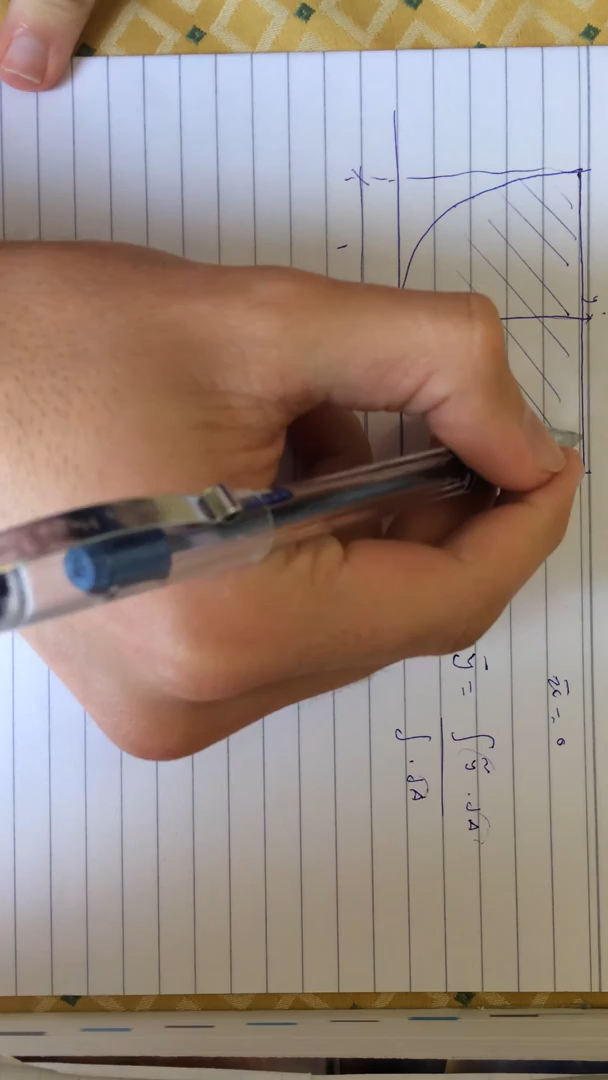 y
x̄ = 0
ȳ = ∫(ỹ . dA)
∫ . dA